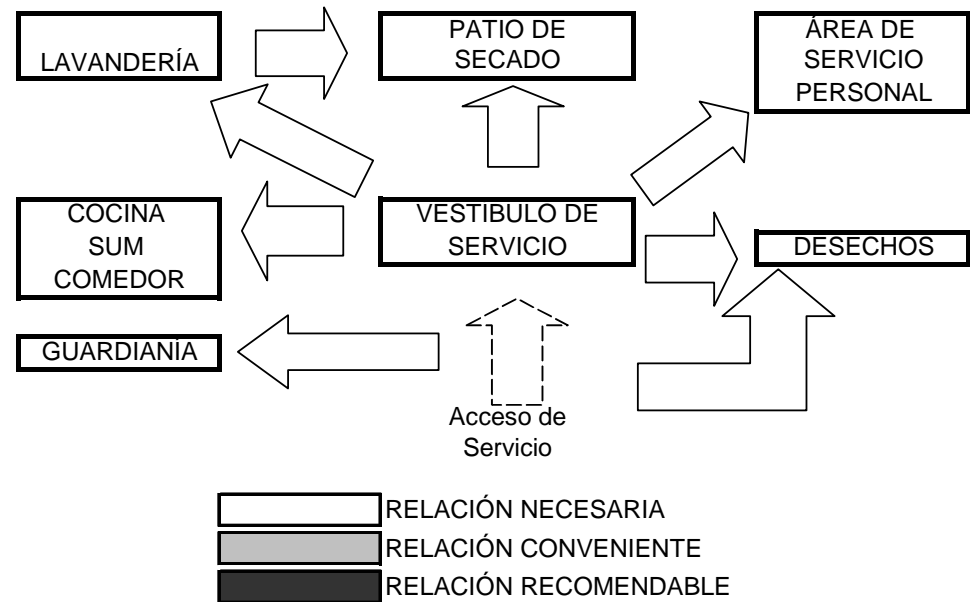 LAVANDERÍA
PATIO DE
SECADO
ÁREA DE
SERVICIO
PERSONAL
COCINA
SUM
COMEDOR
VESTIBULO DE
SERVICIO
DESECHOS
GUARDIANÍA
Acceso de
Servicio
RELACIÓN NECESARIA
RELACIÓN CONVENIENTE
RELACIÓN RECOMENDABLE